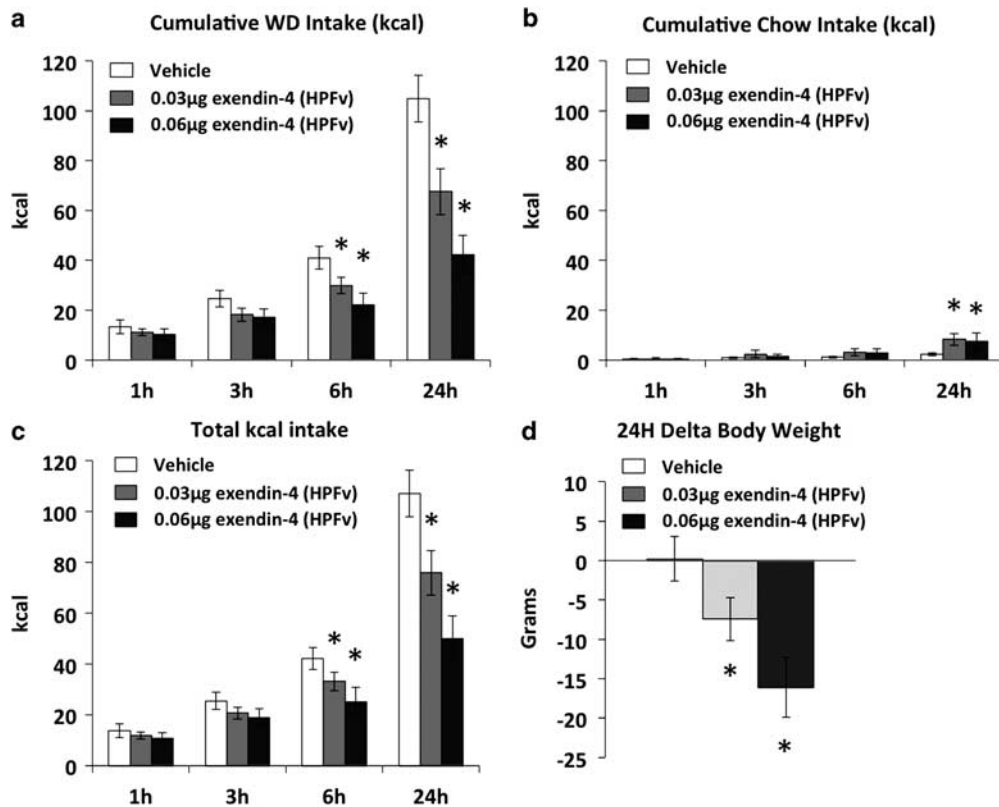 a
Cumulative WD Intake (kcal)
120
100
80
60
40
20
0
kcal
Vehicle
0.03µg exendin-4 (HPFv)
0.06µg exendin-4 (HPFv)
*
*
*
*
1h 3h 6h 24h
b
Cumulative Chow Intake (kcal)
120
100
80
60
40
20
0
kcal
Vehicle
0.03µg exendin-4 (HPFv)
0.06µg exendin-4 (HPFv)
* *
1h 3h 6h 24h
c
Total kcal intake
120
100
80
60
40
20
0
kcal
Vehicle
0.03µg exendin-4 (HPFv)
0.06µg exendin-4 (HPFv)
*
*
*
*
1h 3h 6h 24h
d
24H Delta Body Weight
Vehicle
0.03µg exendin-4 (HPFv)
0.06µg exendin-4 (HPFv)
10
5
0
-5
-10
-15
-20
-25
Grams
*
*